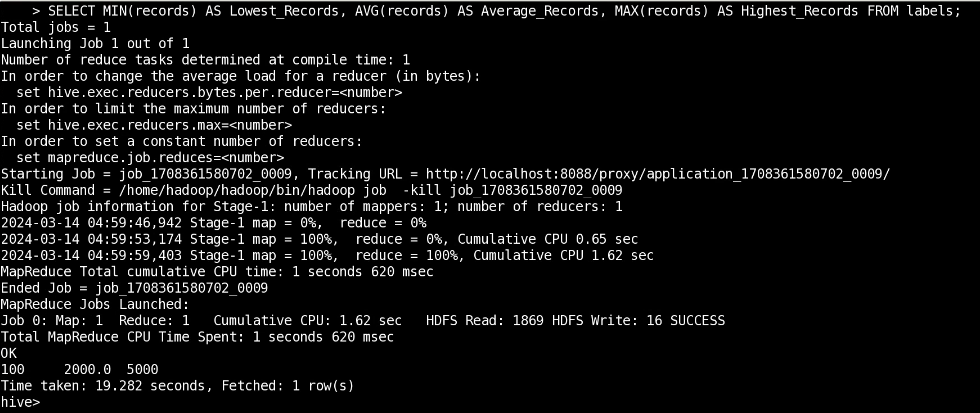 > SELECT MIN(records) AS Lowest_Records, AVG(records) AS Average_Records, MAX(records) AS Highest_Records FROM labels;
Total jobs = 1
Launching Job 1 out of 1
Number of reduce tasks determined at compile time: 1
In order to change the average load for a reducer (in bytes):
  set hive.exec.reducers.bytes.per.reducer=<number>
In order to limit the maximum number of reducers:
  set hive.exec.reducers.max=<number>
In order to set a constant number of reducers:
  set mapreduce.job.reduces=<number>
Starting Job = job_1708361580702_0009, Tracking URL = http://localhost:8088/proxy/application_1708361580702_0009/
Kill Command = /home/hadoop/hadoop/bin/hadoop job  -kill job_1708361580702_0009
Hadoop job information for Stage-1: number of mappers: 1; number of reducers: 1
2024-03-14 04:59:46,942 Stage-1 map = 0%,  reduce = 0%
2024-03-14 04:59:53,174 Stage-1 map = 100%,  reduce = 0%, Cumulative CPU 0.65 sec
2024-03-14 04:59:59,403 Stage-1 map = 100%,  reduce = 100%, Cumulative CPU 1.62 sec
MapReduce Total cumulative CPU time: 1 seconds 620 msec
Ended Job = job_1708361580702_0009
MapReduce Jobs Launched:
Job 0: Map: 1  Reduce: 1   Cumulative CPU: 1.62 sec   HDFS Read: 1869 HDFS Write: 16 SUCCESS
Total MapReduce CPU Time Spent: 1 seconds 620 msec
OK
100     2000.0  5000
Time taken: 19.282 seconds, Fetched: 1 row(s)
hive>